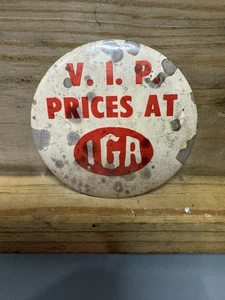 V. I. P.
PRICES AT
IGA